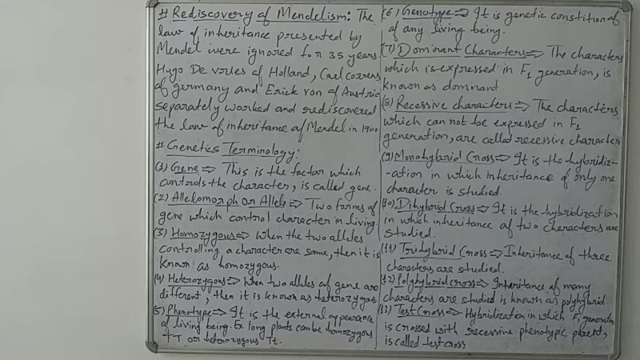 # Rediscovery of Mendelism: The
law of inheritance presented by
Mendel were ignored for 35 years.
Hugo De vories of Holland, Carl correns
of germany and Erick von of Austria
separately worked and rediscovered
the law of inheritance of Mendel in 1900
# Genetics Terminology:
(1) Gene => This is the factor which
controls the character, is called gene.
(2) Allelomorph or Allels => Two forms of
gene which control character in living.
(3) Homozygous => When the two alleles
controlling a character are same, then it is
known as homozygous.
(4) Heterozygous => When two alleles of gene are
different, then it is known as heterozygous
(5) Phenotype => It is the external appearance
of living being. Ex long plants can be homozygous
TT or heterozygous Tt.
(6) Genotype => It is genetic constition of
of any living being.
(7) Dominant Characters => The characters
which is expressed in F1 generation, is
known as dominant.
(8) Recessive characters => The characters
which can not be expressed in F1
generation, are called recessive characters
(9) Monohybrid Cross => It is the hybridiz-
-ation in which inheritance of only one
character is studied.
(10) Dihybrid Cross => It is the hybridization
in which inheritance of two characters are
studied.
(11) Trihybrid Cross => Inheritance of three
characters are studied.
(12) Polyhybrid cross => Inheritance of many
characters are studied is known as polyhybrid
(13) Test Cross => Hybridization in which F1 generation
is crossed with recessive phenotypic parents,
is called test cross